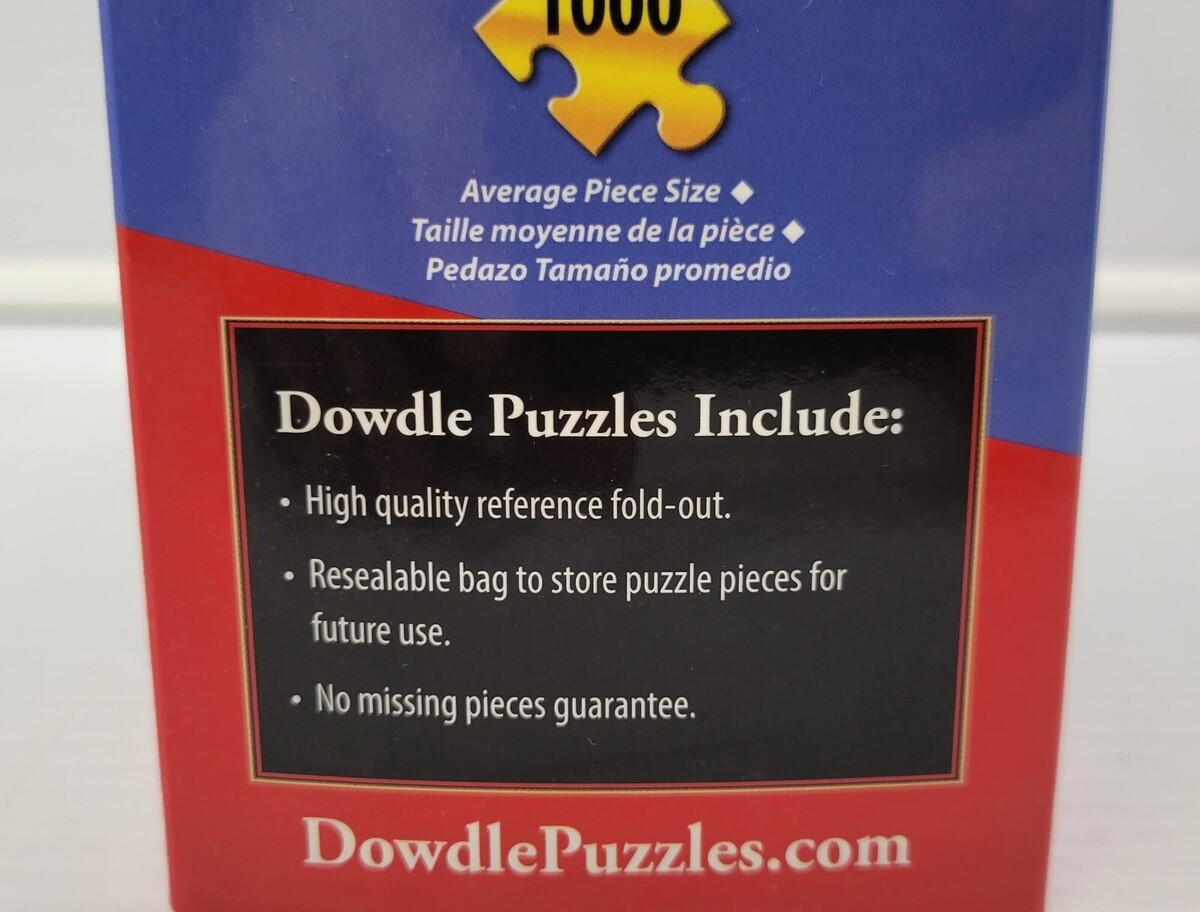 1000
Average Piece Size ◆
Taille moyenne de la pièce ◆
Pedazo Tamaño promedio
Dowdle Puzzles Include:
• High quality reference fold-out.
• Resealable bag to store puzzle pieces for
future use.
• No missing pieces guarantee.
DowdlePuzzles.com